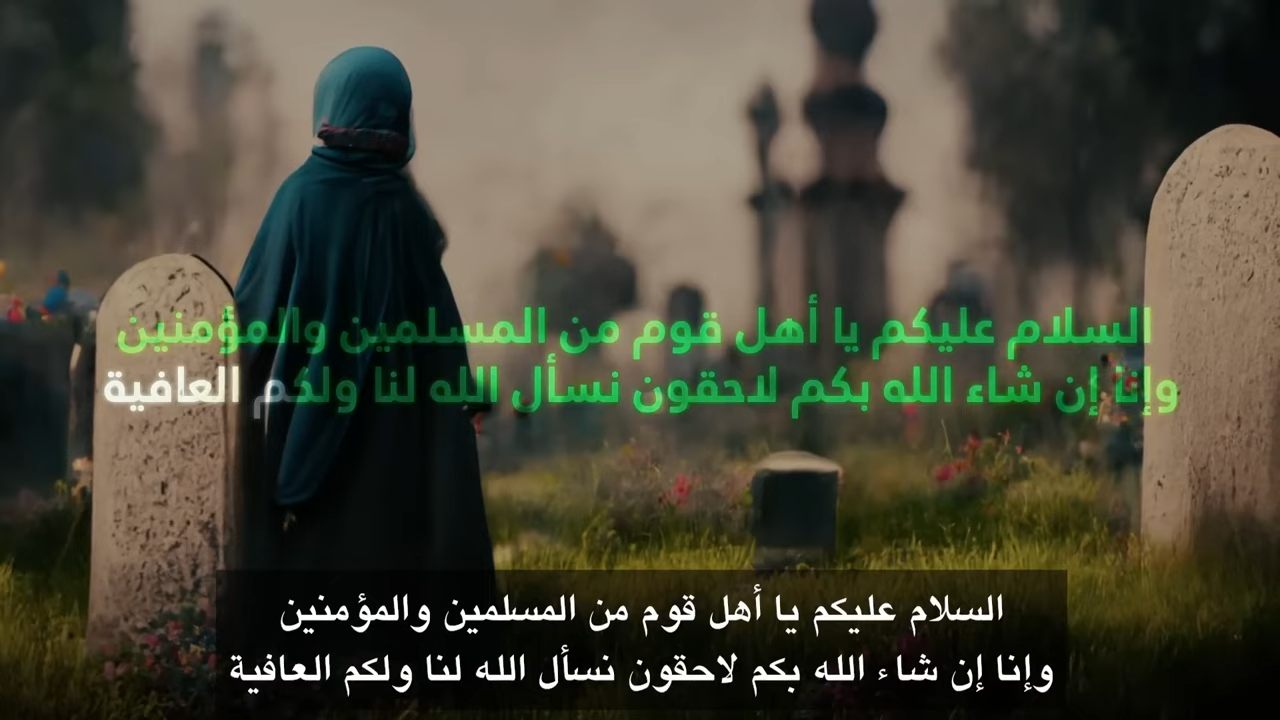 السلام عليكم يا أهل قوم من المسلمين والمؤمنين
وإنا إن شاء الله بكم لاحقون نسأل الله لنا ولكم العافية
السلام عليكم يا أهل قوم من المسلمين والمؤمنين
وإنا إن شاء الله بكم لاحقون نسأل الله لنا ولكم العافية